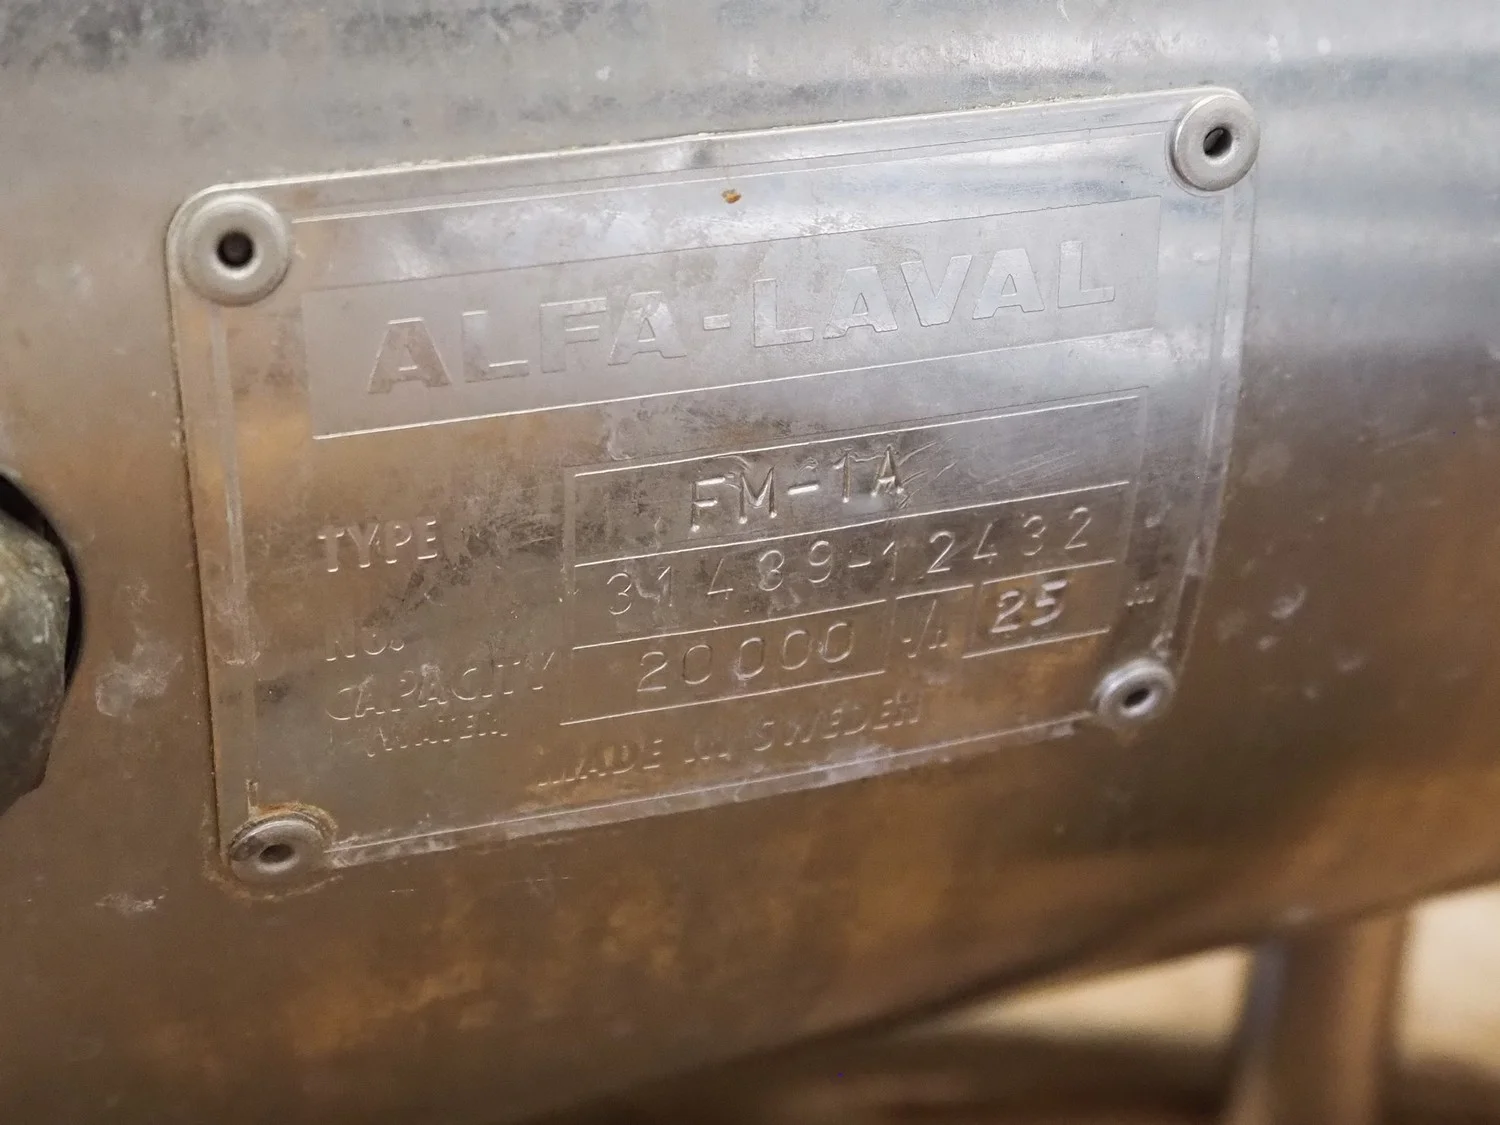 ALFA-LAVAL
TYPE FM-1A
NO. 31489-12432
CAPACITY 20000 25 m
WATER
MADE IN SWEDEN